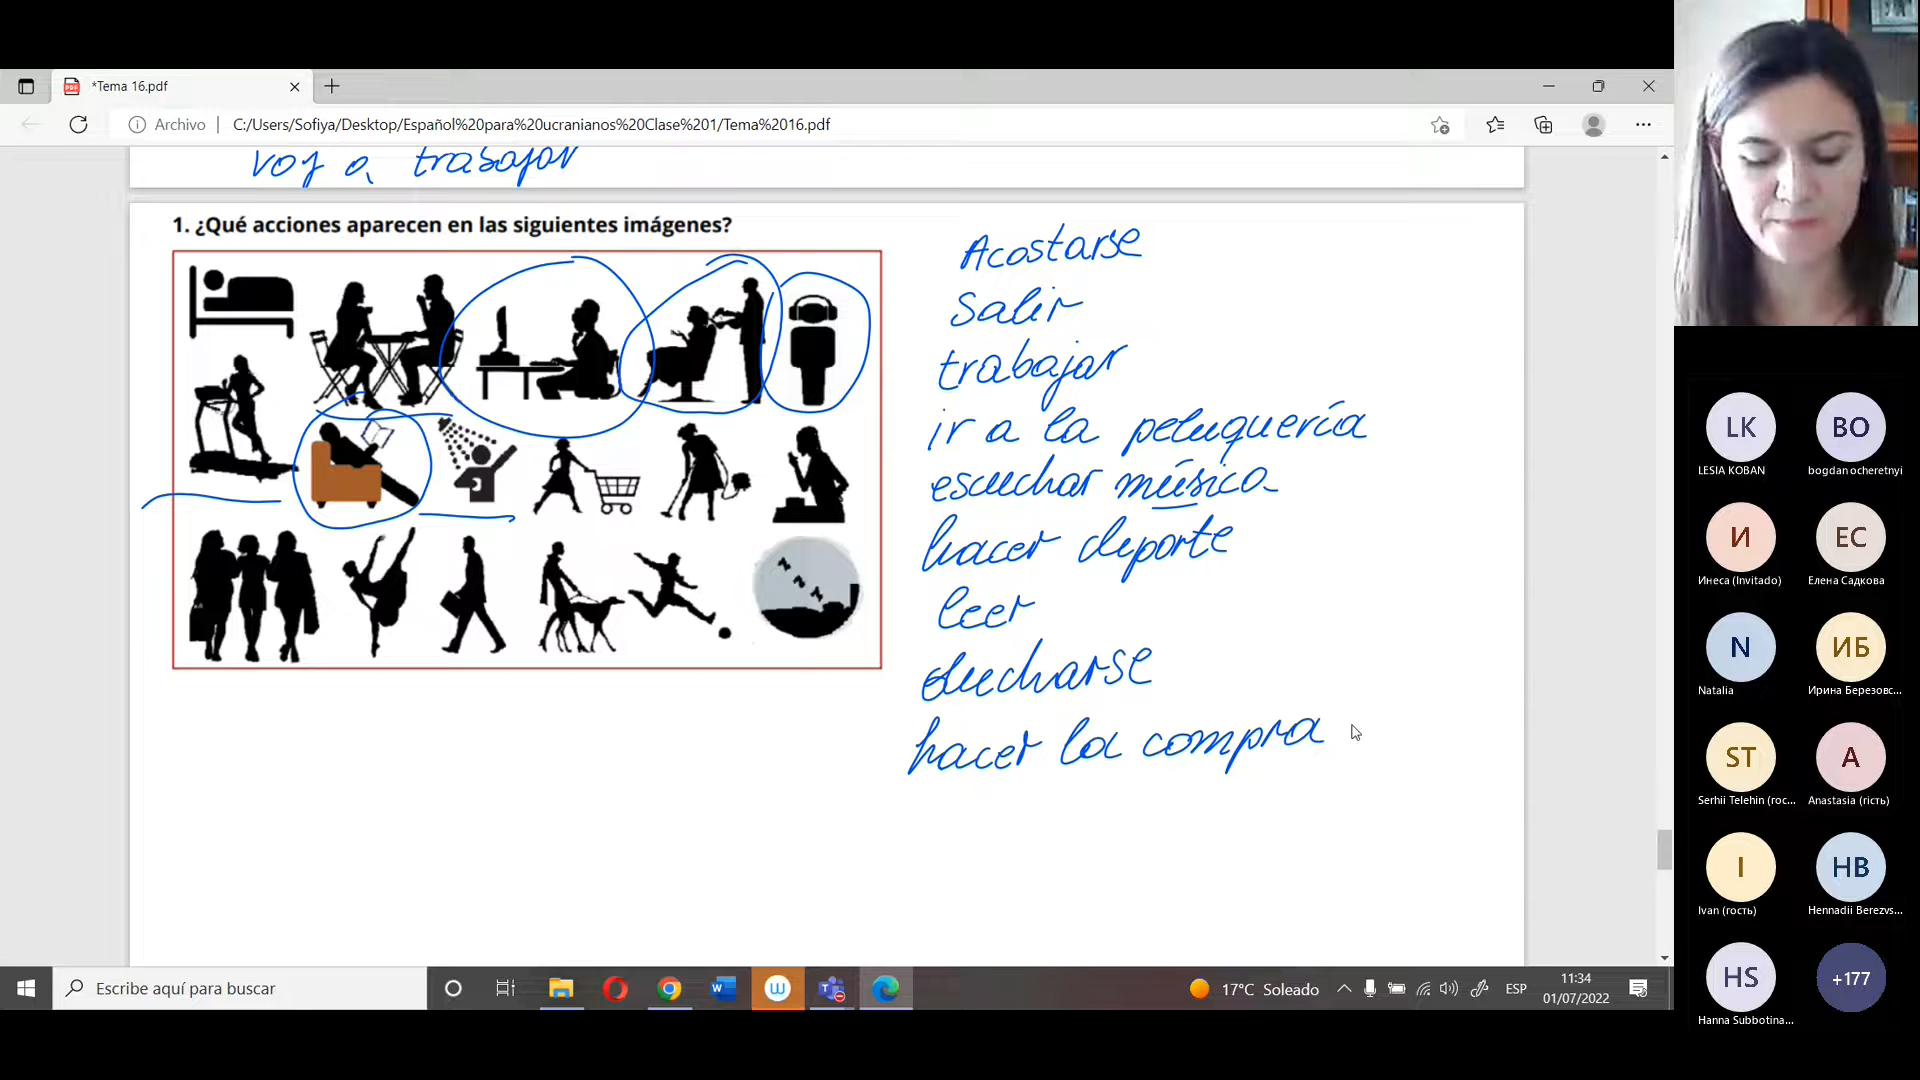 *Tema 16.pdf
Archivo | C:/Users/Sofiya/Desktop/Español%20para%20ucranianos%20Clase%201/Tema%2016.pdf
voy a trabajar
1. ¿Qué acciones aparecen en las siguientes imágenes?
Acostarse
Salir
trabajar
ir a la peluquería
escuchar música
hacer deporte
leer
ducharse
hacer la compra
LK
LESIA KOBAN
BO
bogdan ocheretnyi
И
Инеса (Invitado)
EC
Елена Садкова
N
Natalia
ИБ
Ирина Березовс...
ST
Serhii Telehin (гос...
A
Anastasia (гість)
I
Ivan (гость)
HB
Hennadii Berezvs...
HS
Hanna Subbotina...
+177
Escribe aquí para buscar
17°C Soleado
ESP
11:34
01/07/2022